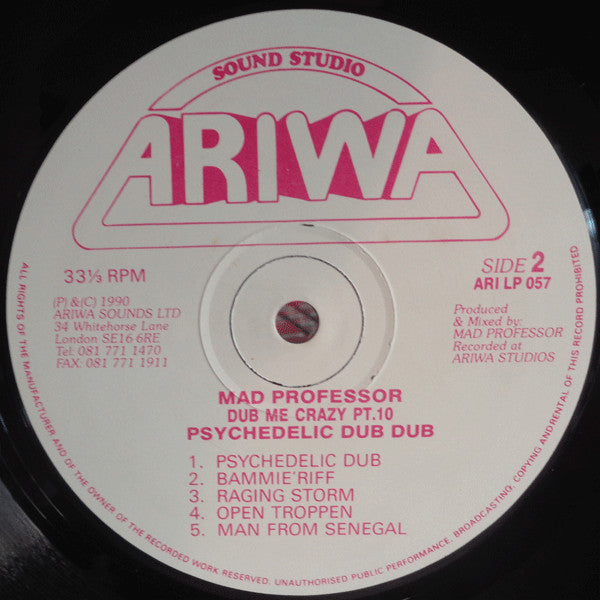 SOUND STUDIO
ARIWA
33⅓ RPM
(P) &(C) 1990
ARIWA SOUNDS LTD
34 Whitehorse Lane
London SE16 6RE
Tel: 081 771 1470
FAX: 081 771 1911
SIDE 2
ARI LP 057
Produced
& Mixed by:
MAD PROFESSOR
Recorded at
ARIWA STUDIOS
MAD PROFESSOR
DUB ME CRAZY PT.10
PSYCHEDELIC DUB DUB
1. PSYCHEDELIC DUB
2. BAMMIE'RIFF
3. RAGING STORM
4. OPEN TROPPEN
5. MAN FROM SENEGAL
ALL RIGHTS OF THE MANUFACTURER AND OF THE OWNER OF THE RECORDED WORK RESERVED. UNAUTHORISED PUBLIC PERFORMANCE, BROADCASTING, COPYING ANDRENTAL OF THIS RECORD PROHIBITED